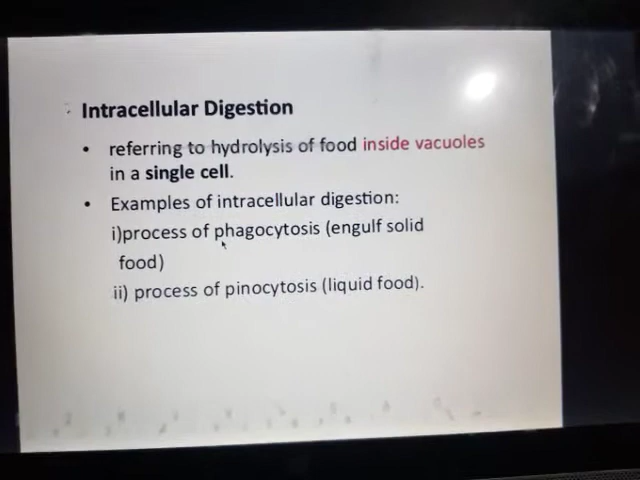 Intracellular Digestion
• referring to hydrolysis of food inside vacuoles
in a single cell.
• Examples of intracellular digestion:
i)process of phagocytosis (engulf solid
food)
ii) process of pinocytosis (liquid food).